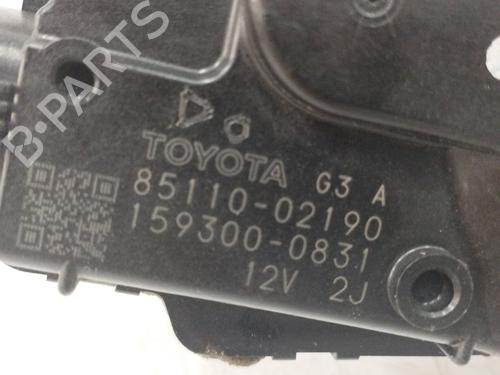 B-PARTS
TOYOTA G3 A
85110-02190
159300-0831
12V 2J